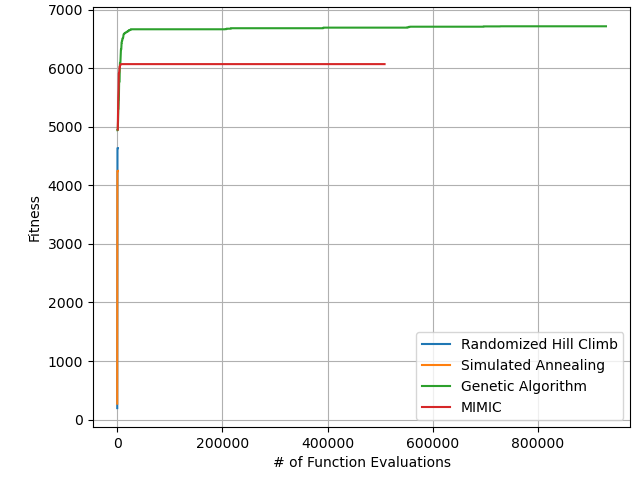 7000
6000
5000
4000
3000
2000
1000
0
Fitness
0 200000 400000 600000 800000
# of Function Evaluations
Randomized Hill Climb
Simulated Annealing
Genetic Algorithm
MIMIC